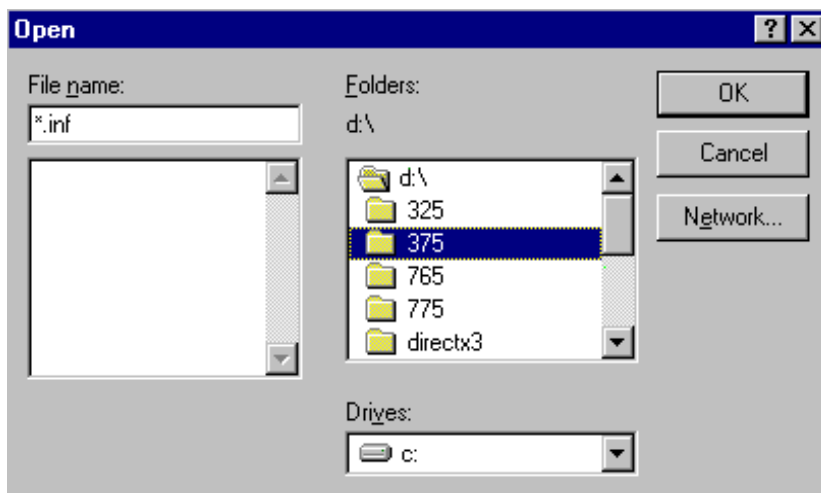 Open
File name:
*.inf
Folders:
d:\
d:\
325
375
765
775
directx3
Drives:
c:
OK
Cancel
Network...